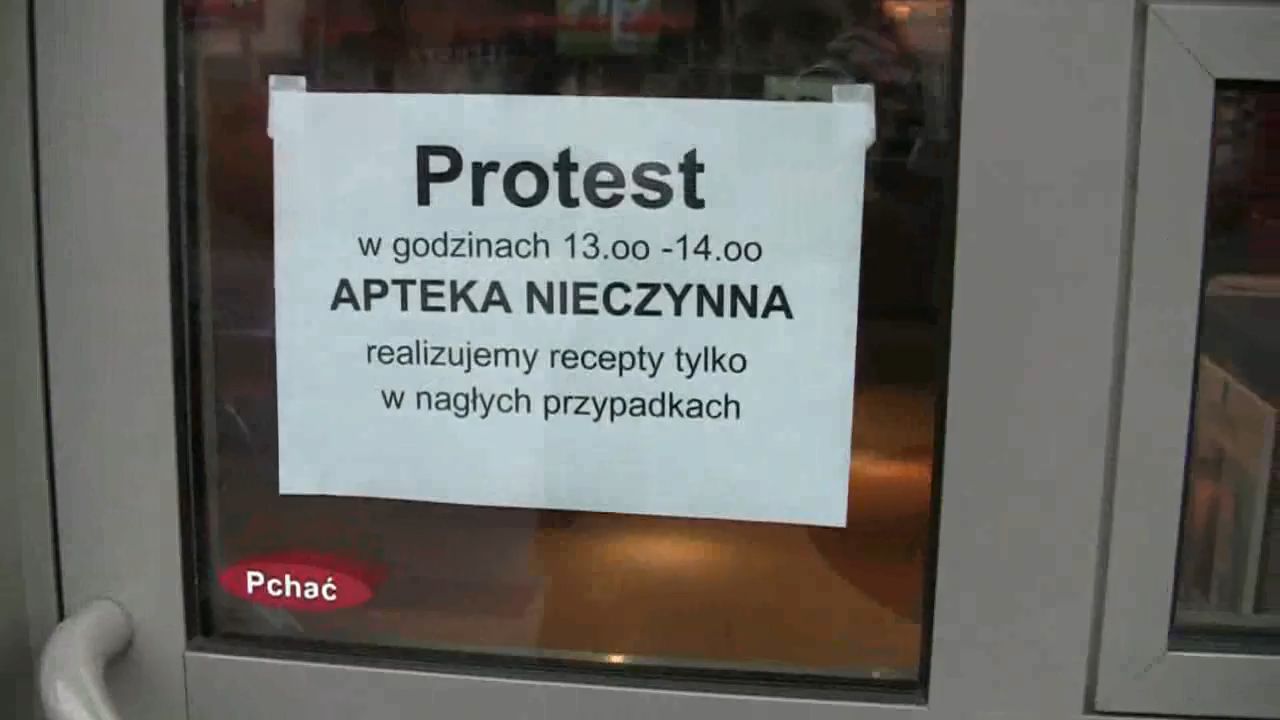 Protest
w godzinach 13.oo -14.oo
APTEKA NIECZYNNA
realizujemy recepty tylko
w nagłych przypadkach
Pchać